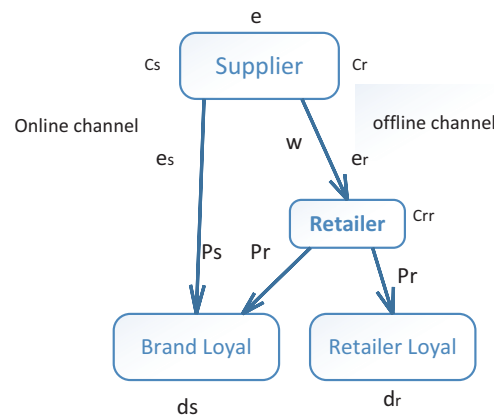 e
Cs
Supplier
Cr
Online channel
offline channel
w
es
er
Retailer
Crr
Ps
Pr
Pr
Brand Loyal
Retailer Loyal
ds
dr